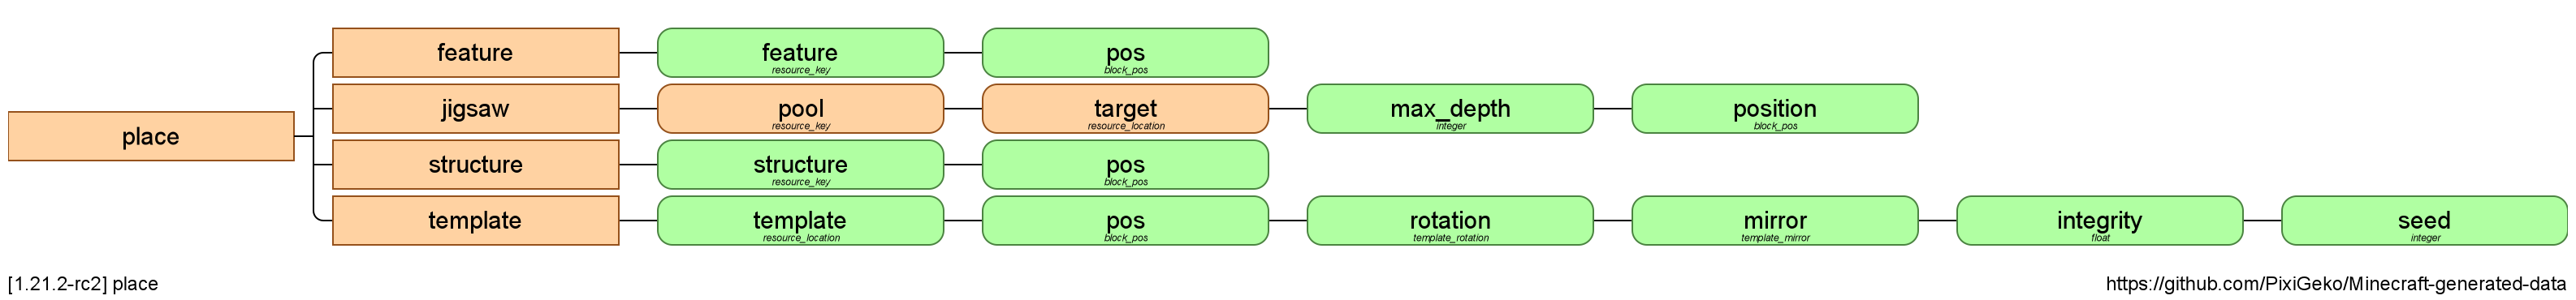 feature
feature
resource_key
pos
block_pos
jigsaw
pool
resource_key
target
resource_location
max_depth
integer
position
block_pos
place
structure
structure
resource_key
pos
block_pos
template
template
resource_location
pos
block_pos
rotation
template_rotation
mirror
template_mirror
integrity
float
seed
integer
[1.21.2-rc2] place
https://github.com/PixiGeko/Minecraft-generated-data